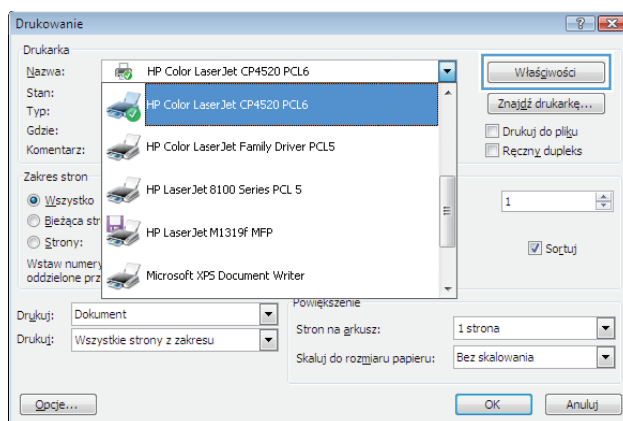 Drukowanie
Drukarka
Nazwa: HP Color LaserJet CP4520 PCL6 Właściwości
Stan:
HP Color LaserJet CP4520 PCL6 Znajdź drukarkę...
Typ:
Gdzie: Drukuj do pliku
HP Color LaserJet Family Driver PCL5
Komentarz: Ręczny dupleks
Zakres stron
HP LaserJet 8100 Series PCL 5
Wszystko 1
Bieżąca str
HP LaserJet M1319f MFP
Strony: Sortuj
Wstaw numery
oddzielone prz
Microsoft XPS Document Writer
Powiększenie
Drukuj: Dokument
Stron na arkusz: 1 strona
Drukuj: Wszystkie strony z zakresu
Skaluj do rozmiaru papieru: Bez skalowania
Opcje... OK Anuluj